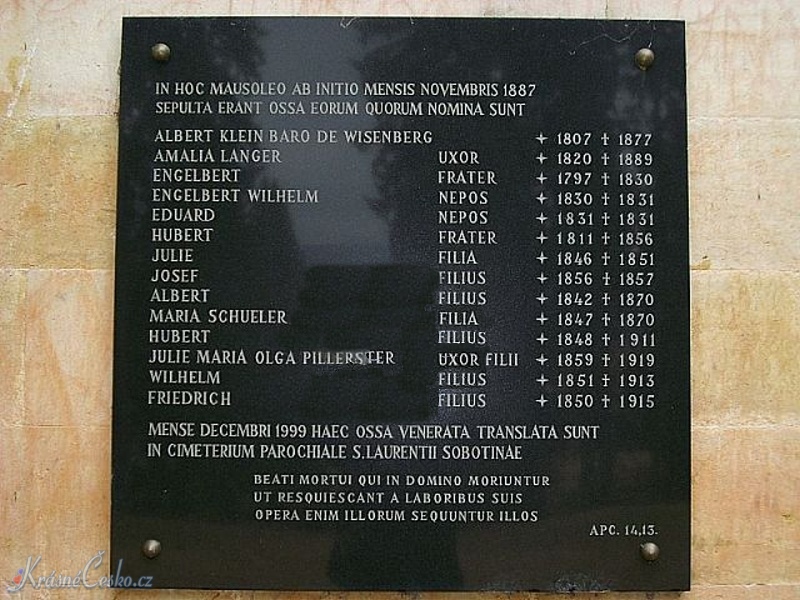 IN HOC MAUSOLEO AB INITIO MENSIS NOVEMBRIS 1887
SEPULTA ERANT OSSA EORUM QUORUM NOMINA SUNT
ALBERT KLEIN BARO DE WISENBERG ✦ 1807 † 1877
AMALIA LANGER UXOR ✦ 1820 † 1889
ENGELBERT FRATER ✦ 1797 † 1830
ENGELBERT WILHELM NEPOS ✦ 1830 † 1831
EDUARD NEPOS ✦ 1831 † 1831
HUBERT FRATER ✦ 1811 † 1856
JULIE FILIA ✦ 1846 † 1851
JOSEF FILIUS ✦ 1856 † 1857
ALBERT FILIUS ✦ 1842 † 1870
MARIA SCHUELER FILIA ✦ 1847 † 1870
HUBERT FILIUS ✦ 1848 † 1911
JULIE MARIA OLGA PILLERSTER UXOR FILII ✦ 1859 † 1919
WILHELM FILIUS ✦ 1851 † 1913
FRIEDRICH FILIUS ✦ 1850 † 1915
MENSE DECEMBRI 1999 HAEC OSSA VENERATA TRANSLATA SUNT
IN CIMETERIUM PAROCHIALE S. LAURENTII SOBOTINAE
BEATI MORTUI QUI IN DOMINO MORIUNTUR
UT RESQUIESCANT A LABORIBUS SUIS
OPERA ENIM ILLORUM SEQUUNTUR ILLOS
APC. 14,13.
KrásnéČesko.cz